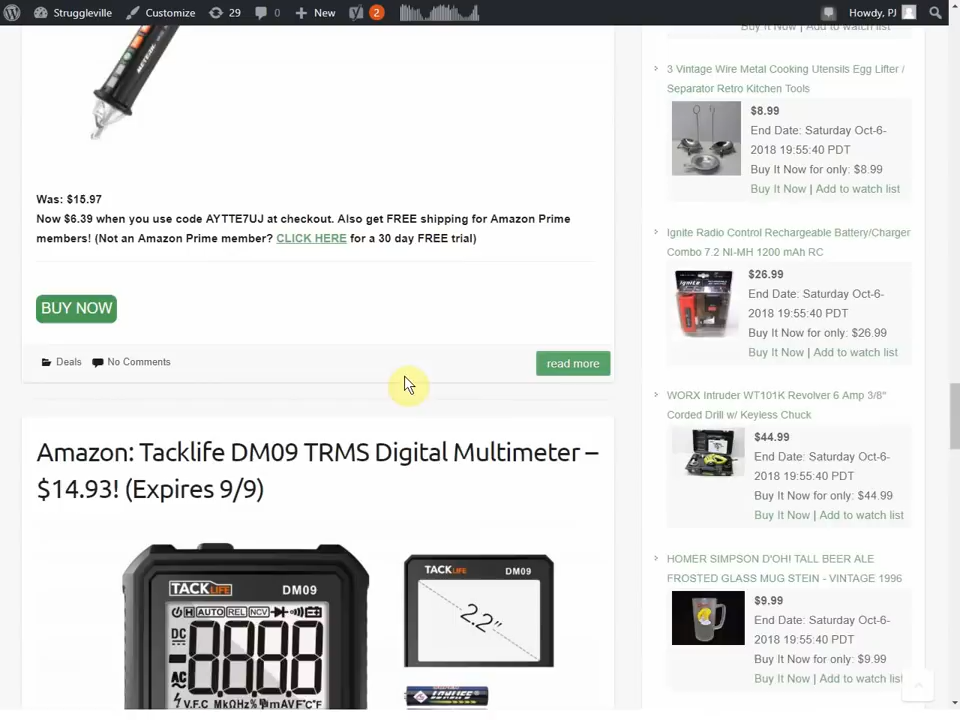 Struggleville
Customize
29
0
New
2
Howdy, PJ
Was: $15.97
Now $6.39 when you use code AYTTE7UJ at checkout. Also get FREE shipping for Amazon Prime
members! (Not an Amazon Prime member? CLICK HERE for a 30 day FREE trial)
BUY NOW
Deals
No Comments
read more
Amazon: Tacklife DM09 TRMS Digital Multimeter –
$14.93! (Expires 9/9)
TACKLIFE DM09
AUTO REL NCV
DC
AC
V.F.C MkΩHz°FmAVF°C
TACKLIFE DM09
2.2"
Buy It Now | Add to watch list
3 Vintage Wire Metal Cooking Utensils Egg Lifter /
Separator Retro Kitchen Tools
$8.99
End Date: Saturday Oct-6-
2018 19:55:40 PDT
Buy It Now for only: $8.99
Buy It Now | Add to watch list
Ignite Radio Control Rechargeable Battery/Charger
Combo 7.2 NI-MH 1200 mAh RC
$26.99
End Date: Saturday Oct-6-
2018 19:55:40 PDT
Buy It Now for only: $26.99
Buy It Now | Add to watch list
WORX Intruder WT101K Revolver 6 Amp 3/8"
Corded Drill w/ Keyless Chuck
$44.99
End Date: Saturday Oct-6-
2018 19:55:40 PDT
Buy It Now for only: $44.99
Buy It Now | Add to watch list
HOMER SIMPSON D'OH! TALL BEER ALE
FROSTED GLASS MUG STEIN - VINTAGE 1996
$9.99
End Date: Saturday Oct-6-
2018 19:55:40 PDT
Buy It Now for only: $9.99
Buy It Now | Add to watch list